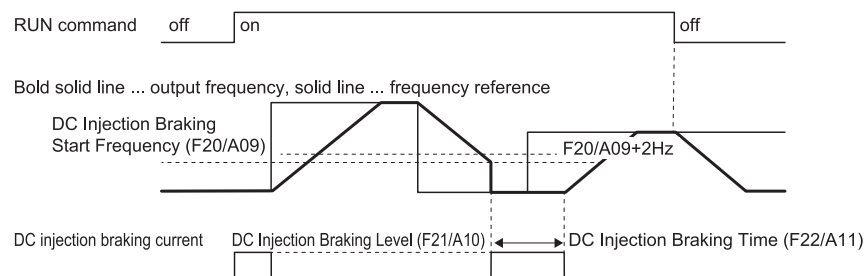 RUN command off on off
Bold solid line ... output frequency, solid line ... frequency reference
DC Injection Braking
Start Frequency (F20/A09)
F20/A09+2Hz
DC injection braking current DC Injection Braking Level (F21/A10) DC Injection Braking Time (F22/A11)